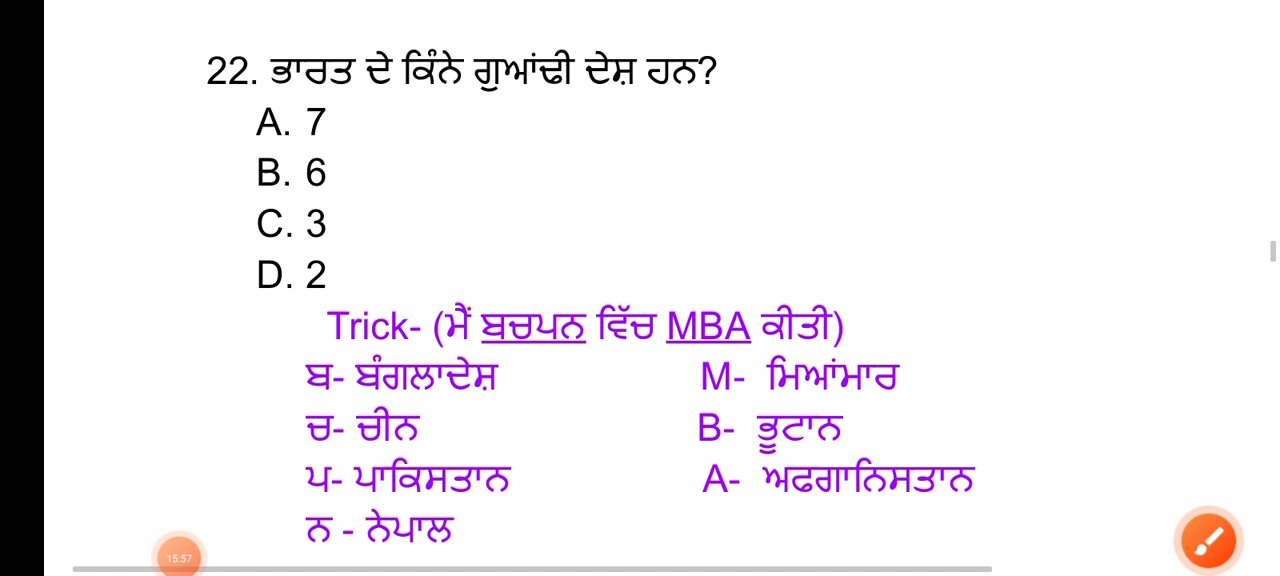 22. ਭਾਰਤ ਦੇ ਕਿੰਨੇ ਗੁਆਂਢੀ ਦੇਸ਼ ਹਨ?
A. 7
B. 6
C. 3
D. 2
Trick- (ਮੈਂ ਬਚਪਨ ਵਿੱਚ MBA ਕੀਤੀ)
ਬ- ਬੰਗਲਾਦੇਸ਼ M- ਮਿਆਂਮਾਰ
ਚ- ਚੀਨ B- ਭੂਟਾਨ
ਪ- ਪਾਕਿਸਤਾਨ A- ਅਫਗਾਨਿਸਤਾਨ
ਨ - ਨੇਪਾਲ
15:57